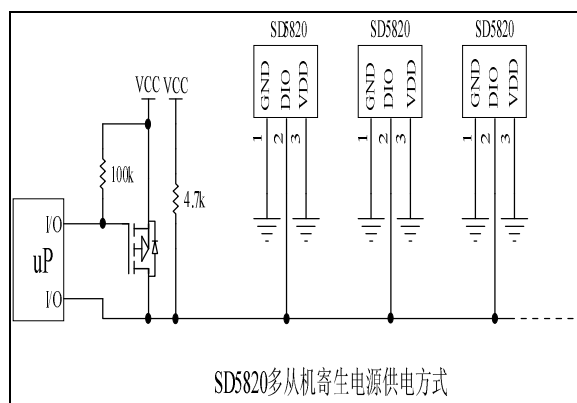 SD5820 SD5820 SD5820
GND DIO VDD GND DIO VDD GND DIO VDD
VCC VCC
1 2 3 1 2 3 1 2 3
100k
4.7k
I/O
uP
I/O
SD5820多从机寄生电源供电方式